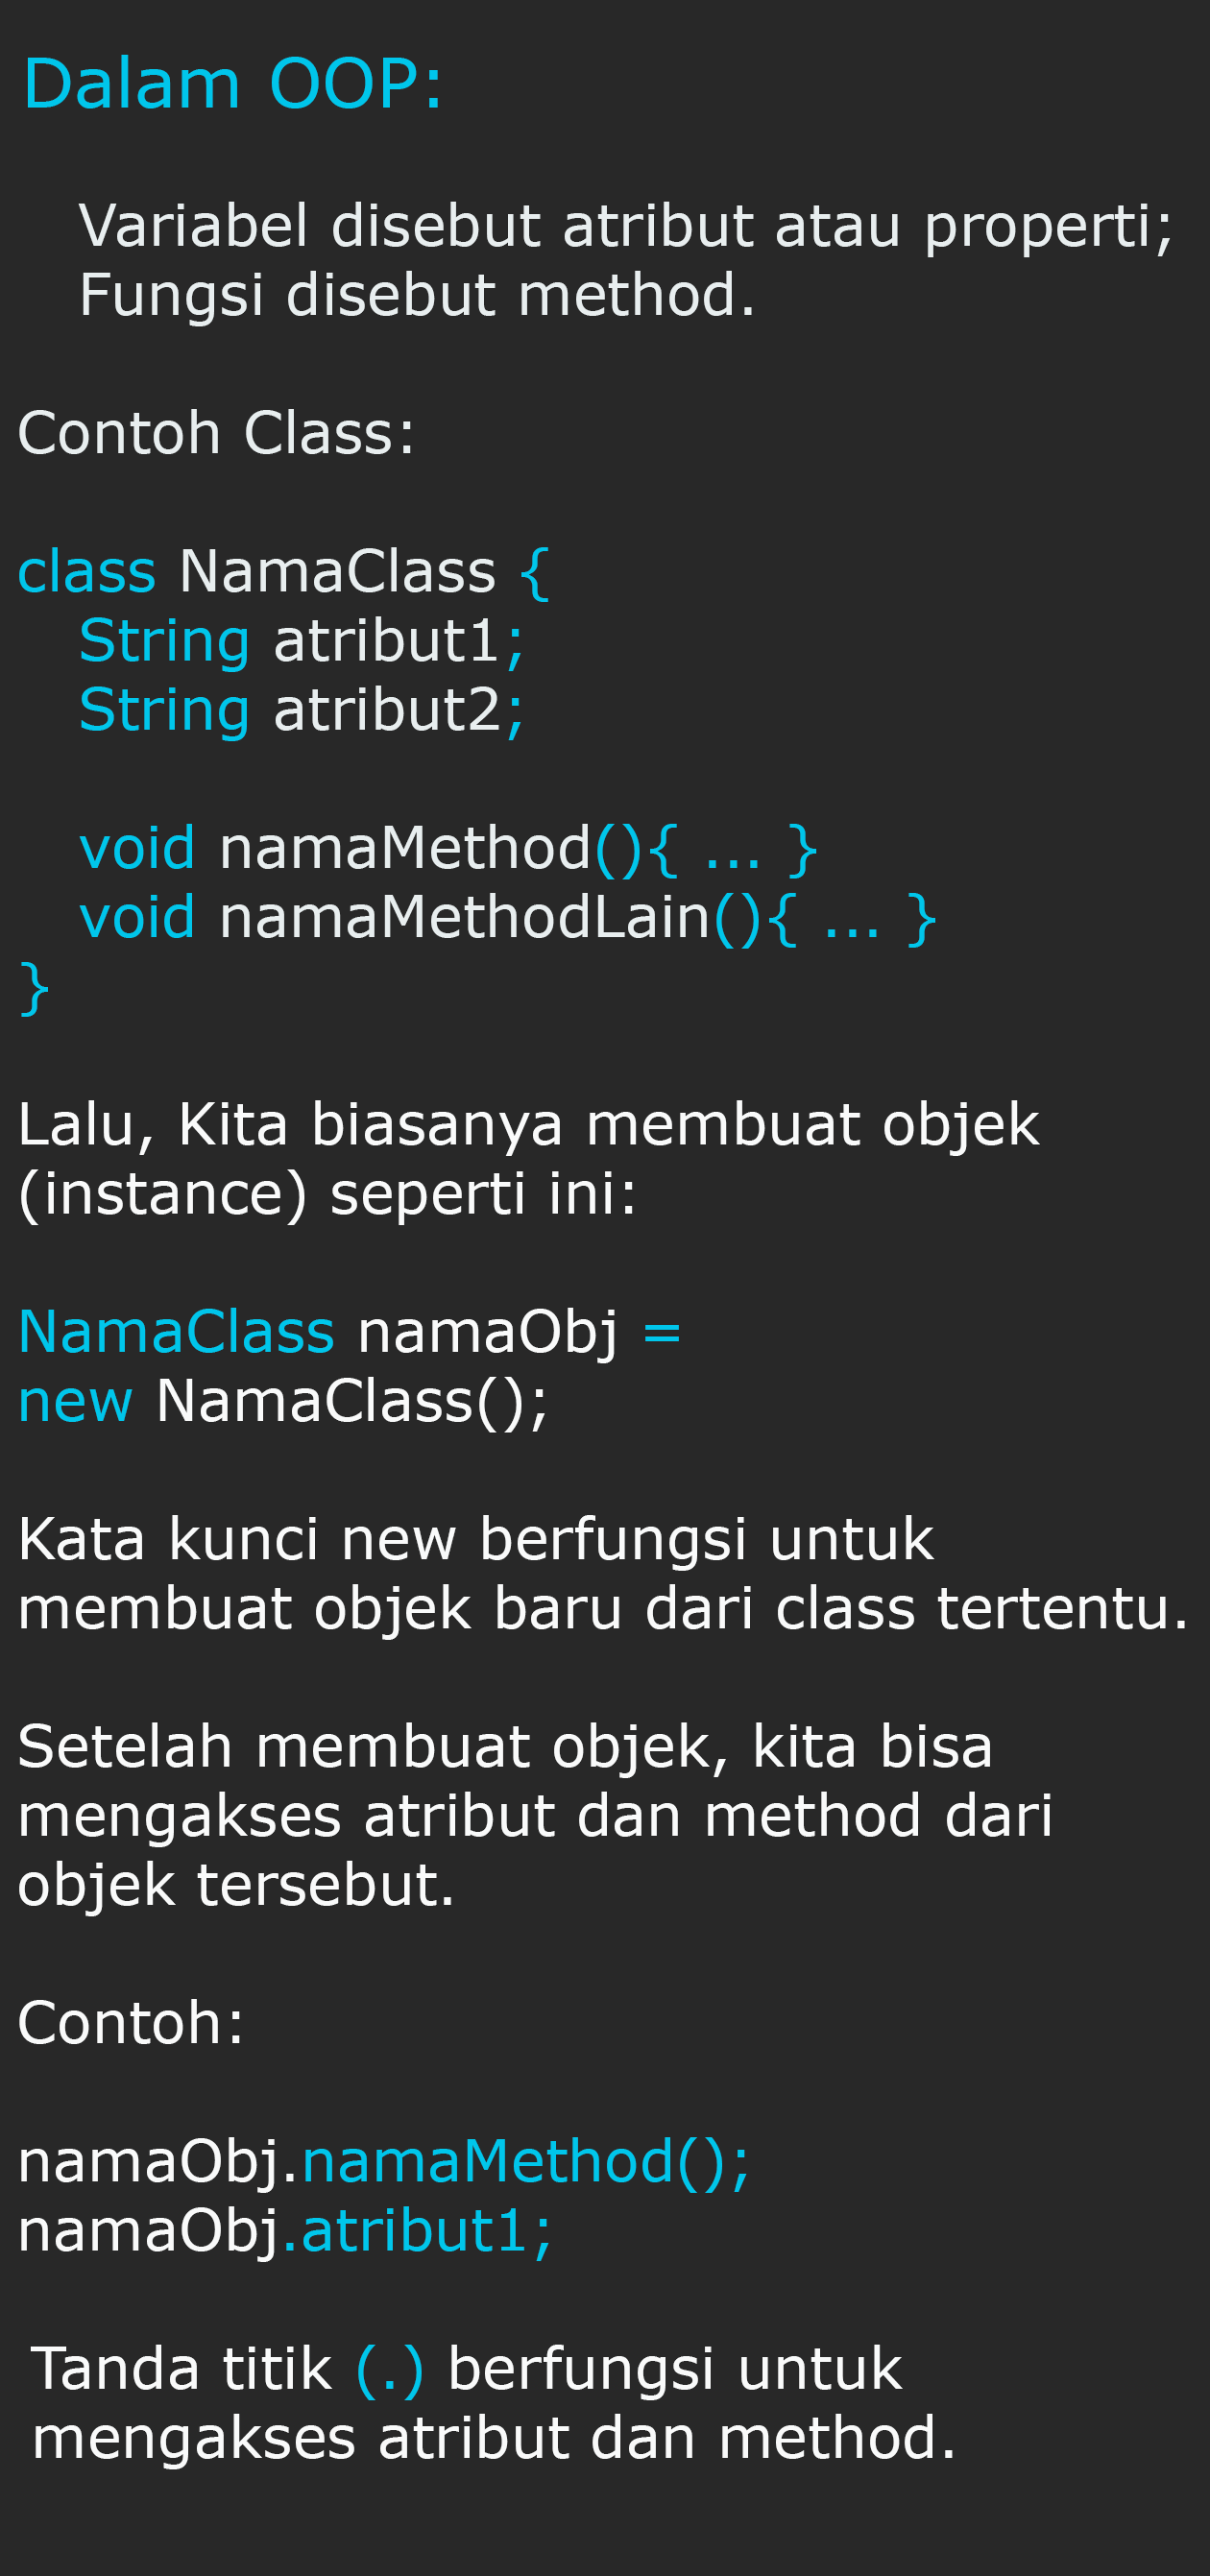 Dalam OOP:
Variabel disebut atribut atau properti;
Fungsi disebut method.
Contoh Class:
class NamaClass {
String atribut1;
String atribut2;
void namaMethod(){ ... }
void namaMethodLain(){ ... }
}
Lalu, Kita biasanya membuat objek
(instance) seperti ini:
NamaClass namaObj =
new NamaClass();
Kata kunci new berfungsi untuk
membuat objek baru dari class tertentu.
Setelah membuat objek, kita bisa
mengakses atribut dan method dari
objek tersebut.
Contoh:
namaObj.namaMethod();
namaObj.atribut1;
Tanda titik (.) berfungsi untuk
mengakses atribut dan method.